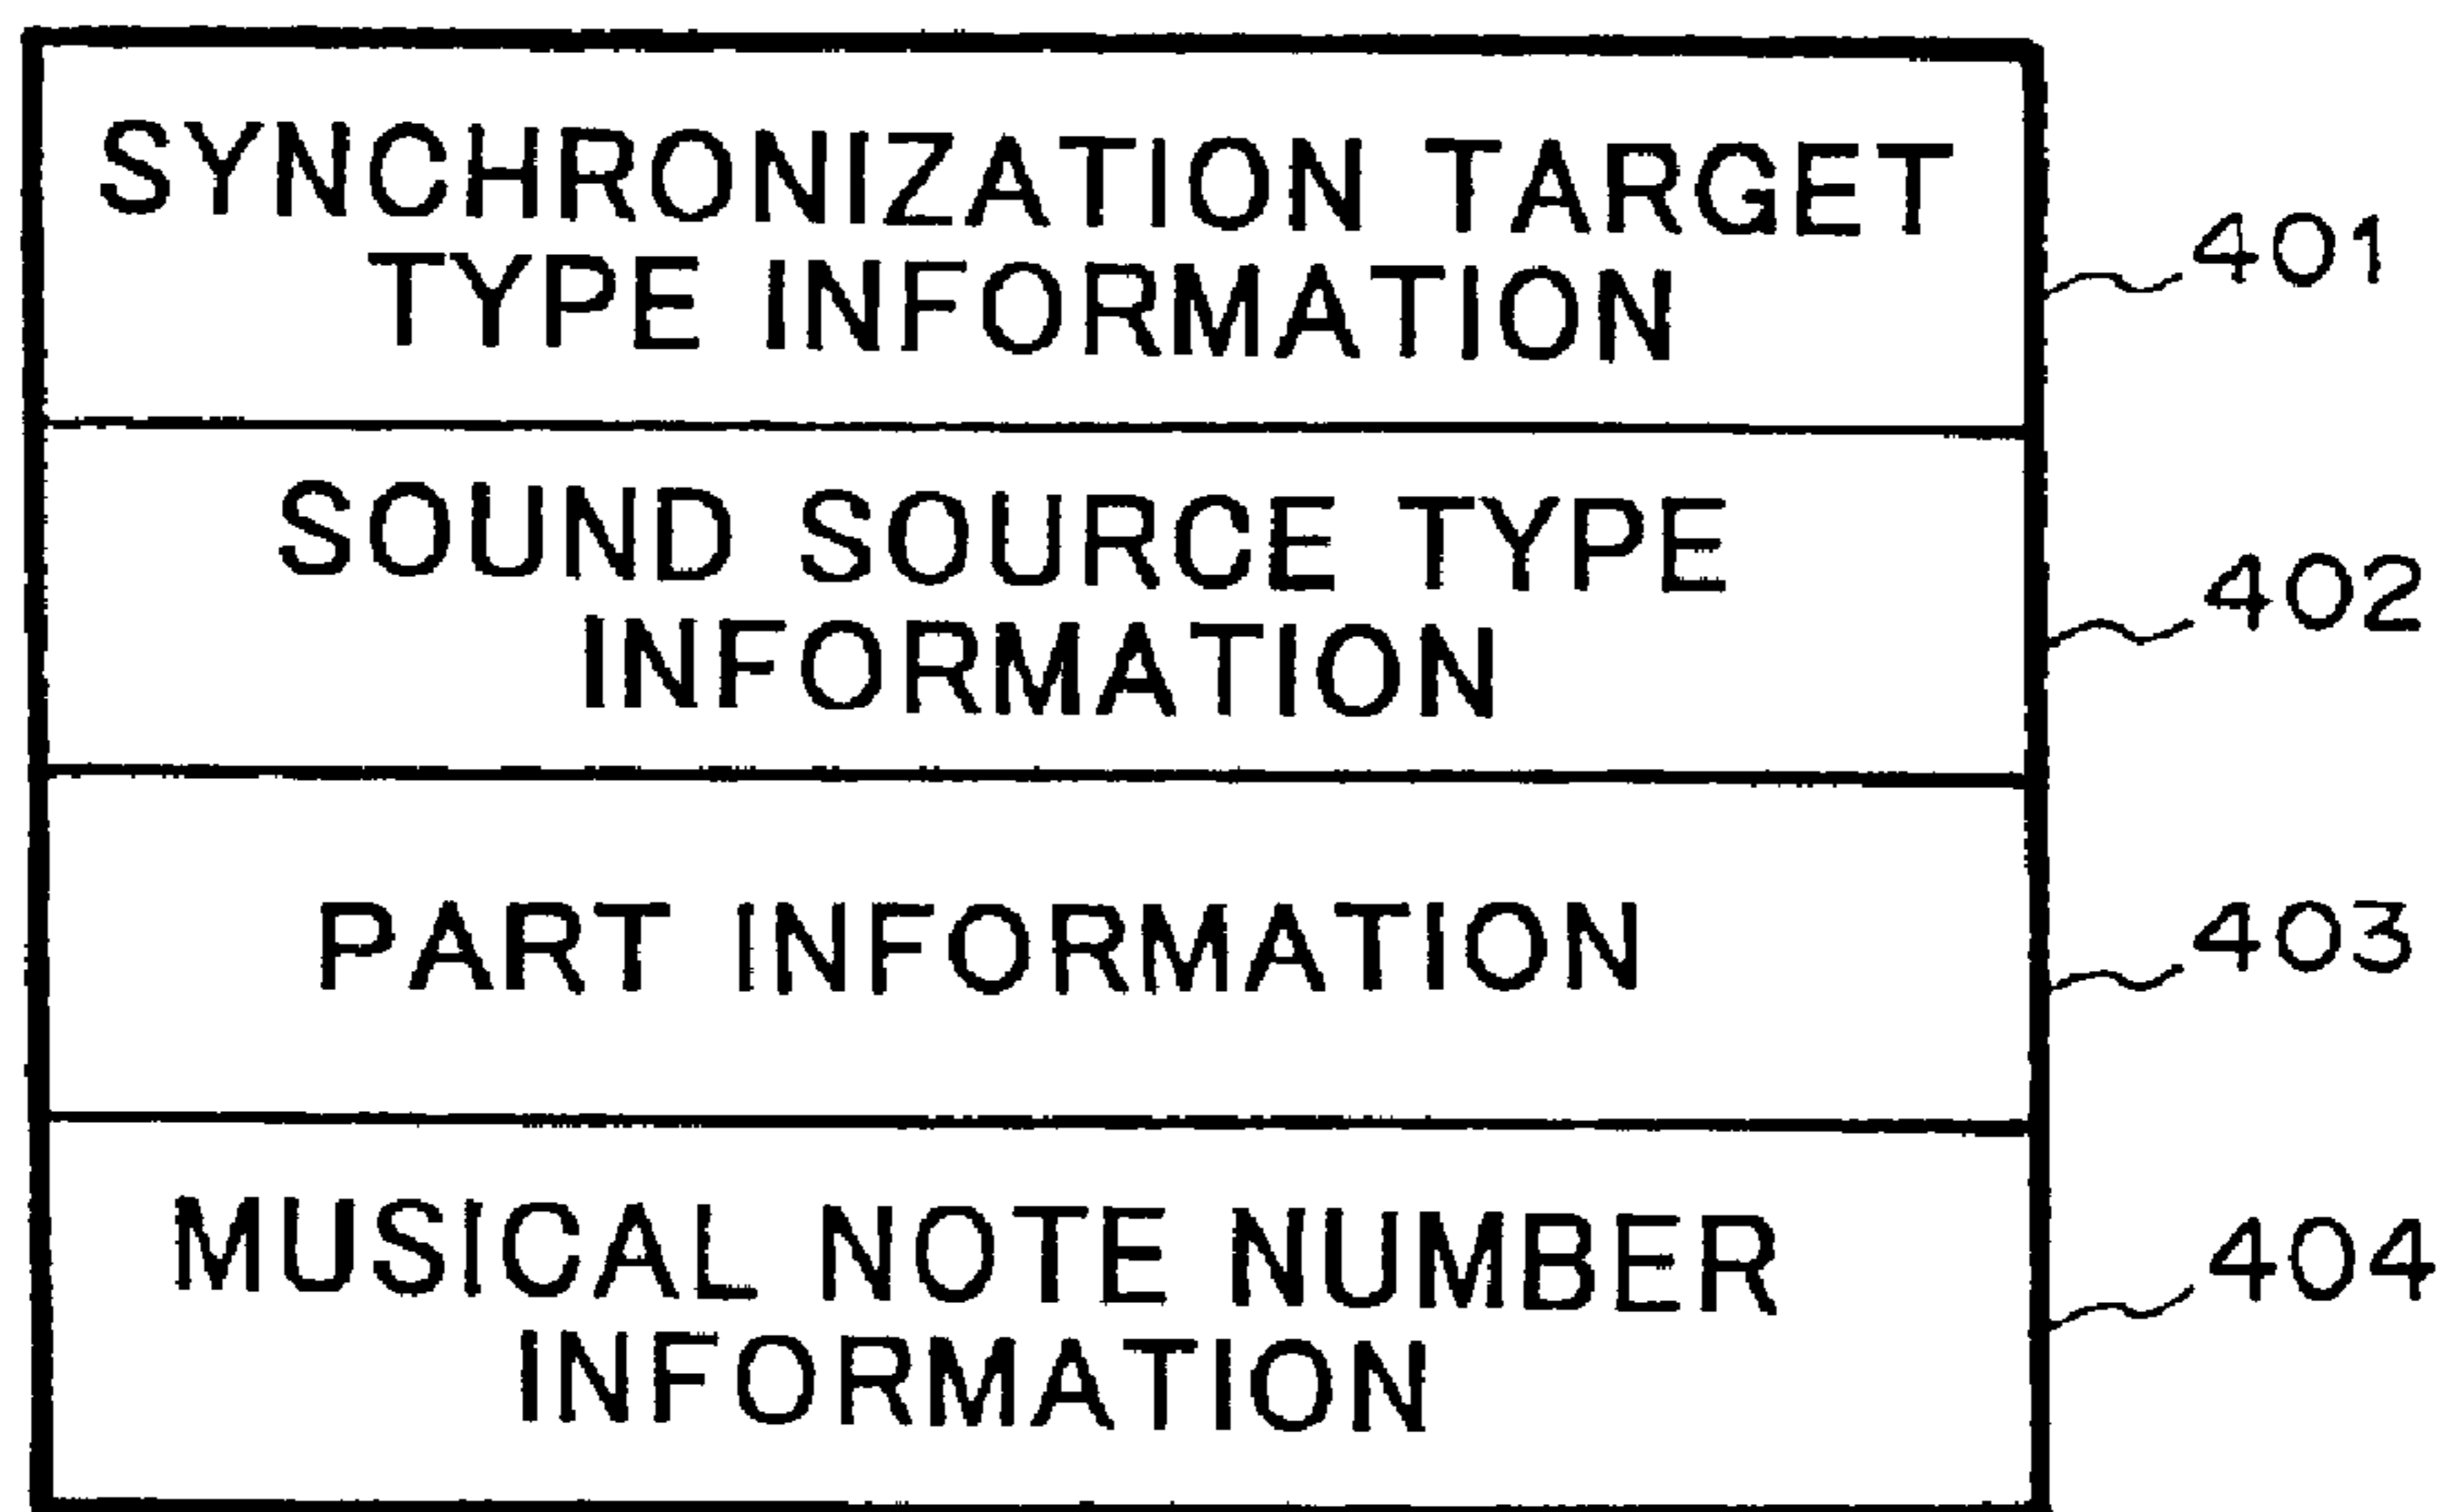 SYNCHRONIZATION TARGET
TYPE INFORMATION
401
SOUND SOURCE TYPE
INFORMATION
402
PART INFORMATION
403
MUSICAL NOTE NUMBER
INFORMATION
404